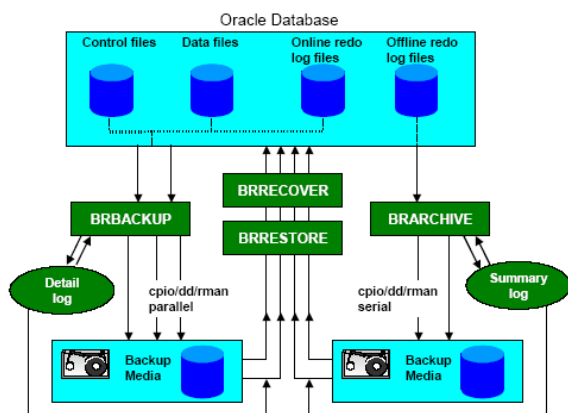 Oracle Database
Control files
Data files
Online redo
log files
Offline redo
log files
BRRECOVER
BRBACKUP
BRRESTORE
BRARCHIVE
Detail
log
cpio/dd/rman
parallel
cpio/dd/rman
serial
Summary
log
Backup
Media
Backup
Media